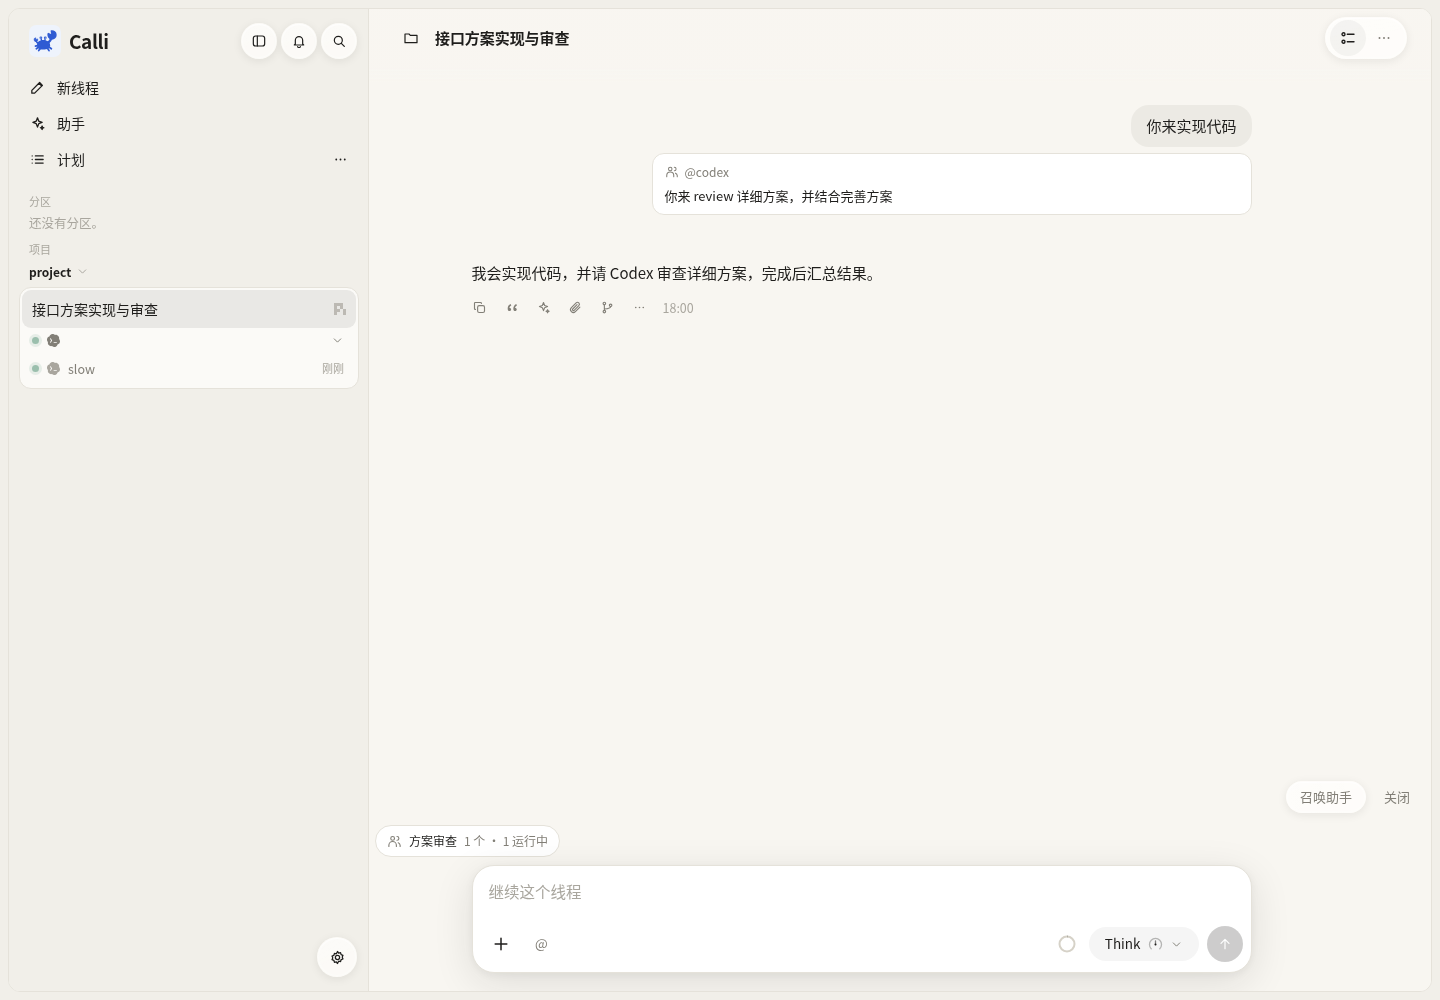 Calli
新线程
助手
计划
分区
还没有分区。
项目
project
接口方案实现与审查
slow
刚刚
接口方案实现与审查
你来实现代码
@codex
你来 review 详细方案，并结合完善方案
我会实现代码，并请 Codex 审查详细方案，完成后汇总结果。
18:00
召唤助手
关闭
方案审查 1 个 · 1 运行中
继续这个线程
@
Think